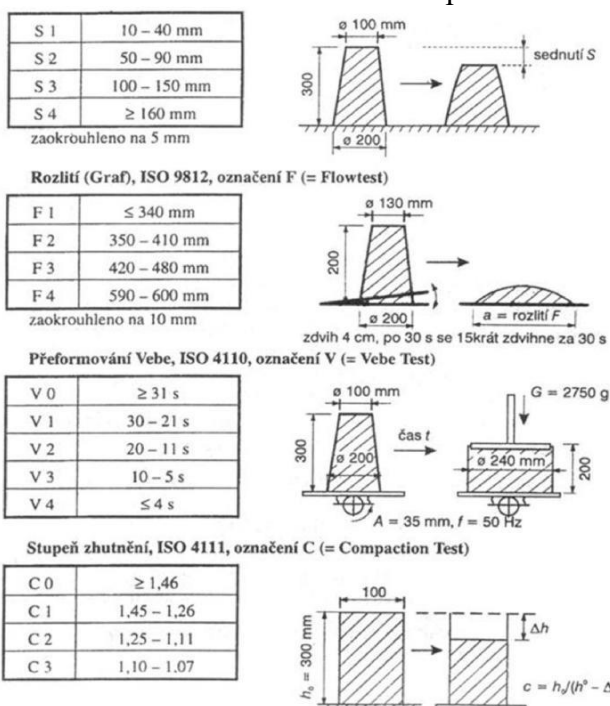 S 1 10 – 40 mm
S 2 50 – 90 mm
S 3 100 – 150 mm
S 4 ≥ 160 mm
zaokrouhleno na 5 mm
ø 100 mm
300
ø 200
sednutí S
Rozlití (Graf), ISO 9812, označení F (= Flowtest)
F 1 ≤ 340 mm
F 2 350 – 410 mm
F 3 420 – 480 mm
F 4 590 – 600 mm
zaokrouhleno na 10 mm
ø 130 mm
200
ø 200
a = rozlití F
zdvih 4 cm, po 30 s se 15krát zdvihne za 30 s
Přeformování Vebe, ISO 4110, označení V (= Vebe Test)
V 0 ≥ 31 s
V 1 30 – 21 s
V 2 20 – 11 s
V 3 10 – 5 s
V 4 ≤ 4 s
ø 100 mm
300
ø 200
čas t
G = 2750 g
ø 240 mm
200
A = 35 mm, f = 50 Hz
Stupeň zhutnění, ISO 4111, označení C (= Compaction Test)
C 0 ≥ 1,46
C 1 1,45 – 1,26
C 2 1,25 – 1,11
C 3 1,10 – 1.07
100
h₀ = 300 mm
Δh
c = h₀/(h⁰ – Δ